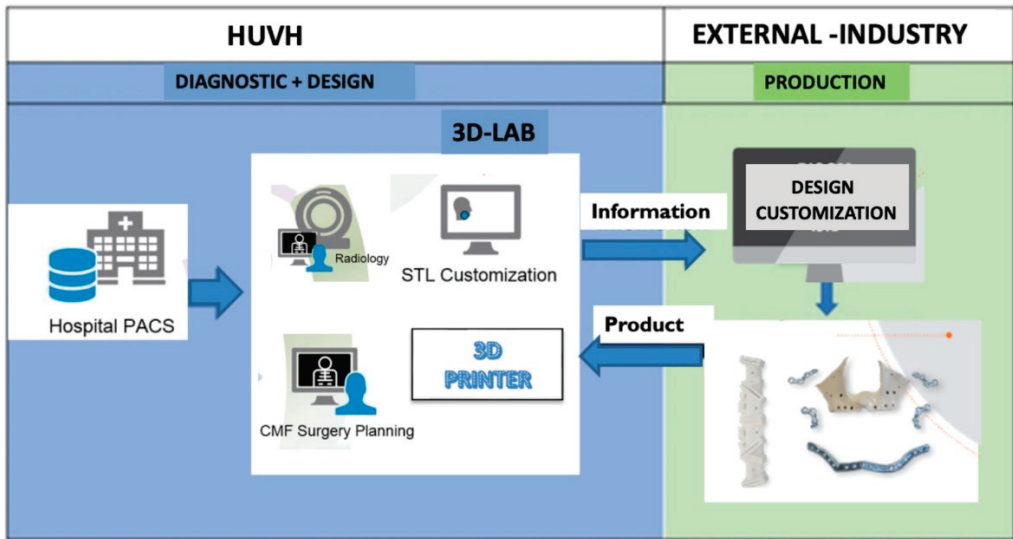 HUVH
EXTERNAL -INDUSTRY
DIAGNOSTIC + DESIGN
PRODUCTION
3D-LAB
Hospital PACS
Radiology
STL Customization
CMF Surgery Planning
3D
PRINTER
Information
Product
DESIGN
CUSTOMIZATION